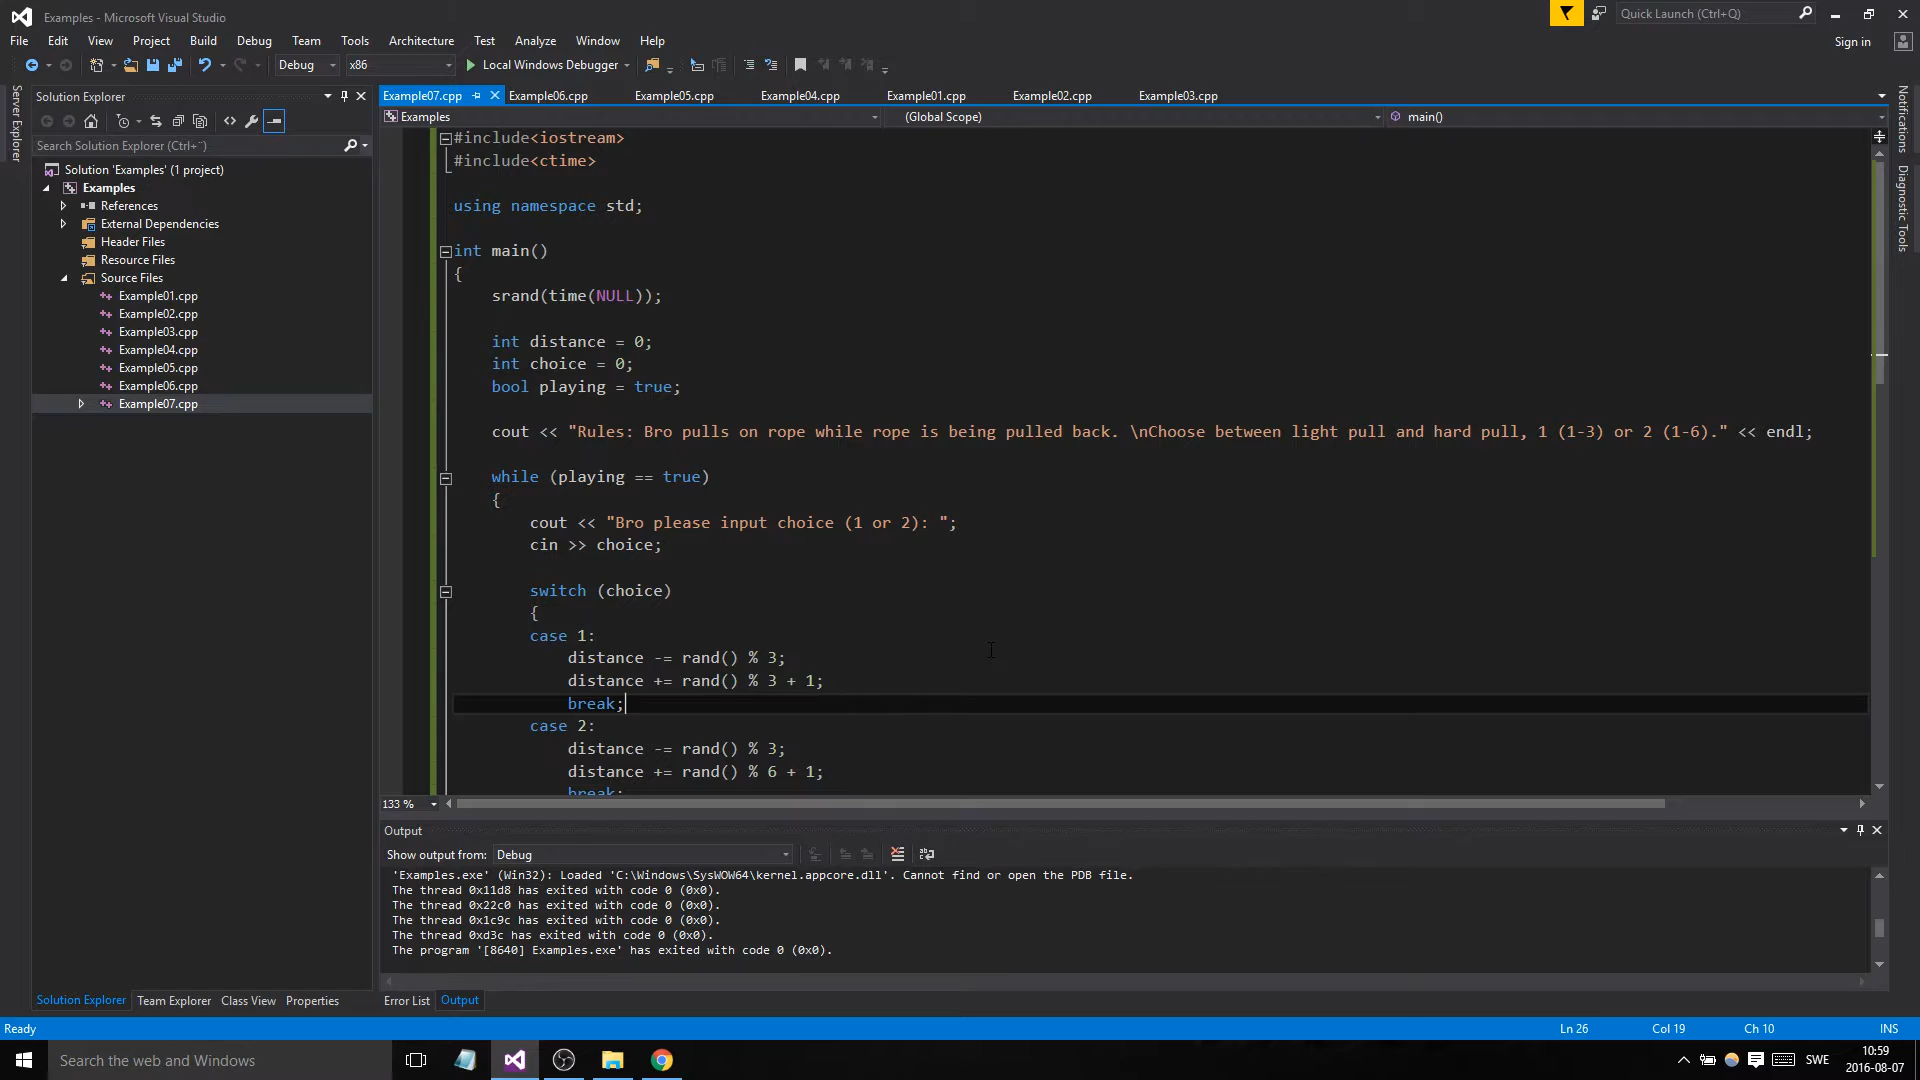 Examples - Microsoft Visual Studio
Quick Launch (Ctrl+Q)
File Edit View Project Build Debug Team Tools Architecture Test Analyze Window Help
Sign in
Debug x86 Local Windows Debugger
Server Explorer
Solution Explorer
Search Solution Explorer (Ctrl+¨)
Solution 'Examples' (1 project)
Examples
References
External Dependencies
Header Files
Resource Files
Source Files
Example01.cpp
Example02.cpp
Example03.cpp
Example04.cpp
Example05.cpp
Example06.cpp
Example07.cpp
Solution Explorer Team Explorer Class View Properties
Example07.cpp Example06.cpp Example05.cpp Example04.cpp Example01.cpp Example02.cpp Example03.cpp
Examples (Global Scope) main()
#include<iostream>
#include<ctime>
using namespace std;
int main()
{
srand(time(NULL));
int distance = 0;
int choice = 0;
bool playing = true;
cout << "Rules: Bro pulls on rope while rope is being pulled back. \nChoose between light pull and hard pull, 1 (1-3) or 2 (1-6)." << endl;
while (playing == true)
{
cout << "Bro please input choice (1 or 2): ";
cin >> choice;
switch (choice)
{
case 1:
distance -= rand() % 3;
distance += rand() % 3 + 1;
break;
case 2:
distance -= rand() % 3;
distance += rand() % 6 + 1;
break;
133 %
Output
Show output from: Debug
'Examples.exe' (Win32): Loaded 'C:\Windows\SysWOW64\kernel.appcore.dll'. Cannot find or open the PDB file.
The thread 0x11d8 has exited with code 0 (0x0).
The thread 0x22c0 has exited with code 0 (0x0).
The thread 0x1c9c has exited with code 0 (0x0).
The thread 0xd3c has exited with code 0 (0x0).
The program '[8640] Examples.exe' has exited with code 0 (0x0).
Error List Output
Notifications
Diagnostic Tools
Ready Ln 26 Col 19 Ch 10 INS
Search the web and Windows
SWE
10:59
2016-08-07